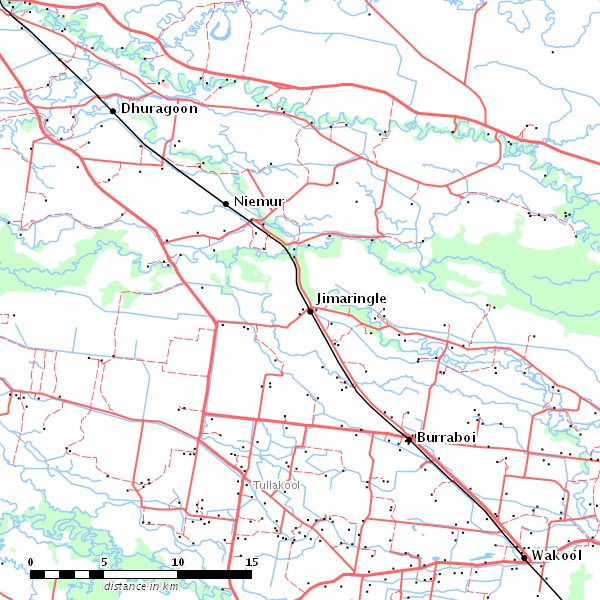 Dhuragoon
Niemur
Jimaringle
Burraboi
Tullakool
Wakool
0 5 10 15
distance in km